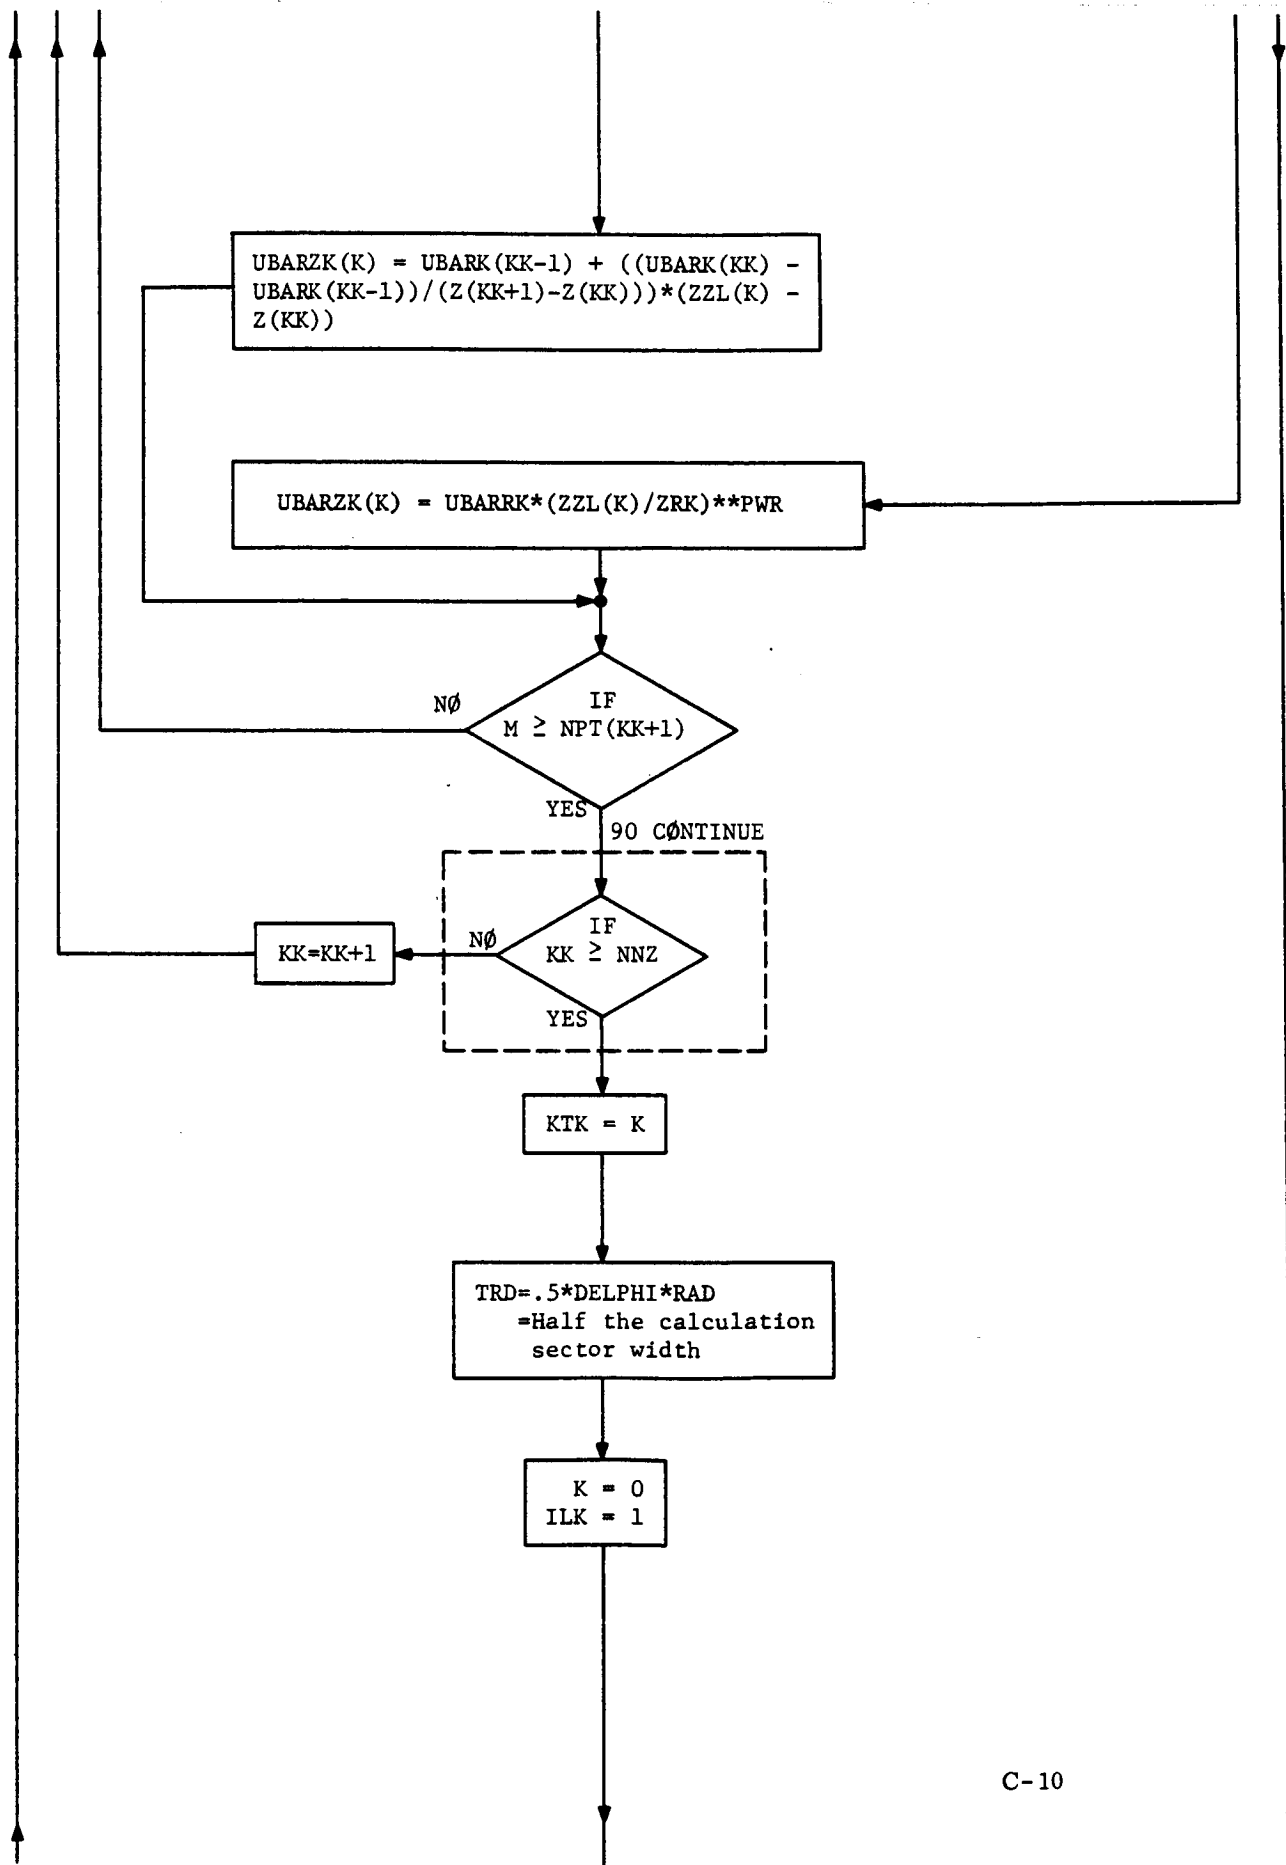 UBARZK(K) = UBARK(KK-1) + ((UBARK(KK) -
UBARK(KK-1))/(Z(KK+1)-Z(KK)))*(ZZL(K) -
Z(KK))
UBARZK(K) = UBARRK*(ZZL(K)/ZRK)**PWR
NØ
IF
M ≥ NPT(KK+1)
YES
90 CØNTINUE
IF
KK ≥ NNZ
NØ
KK=KK+1
YES
KTK = K
TRD=.5*DELPHI*RAD
=Half the calculation
sector width
K = 0
ILK = 1
C-10